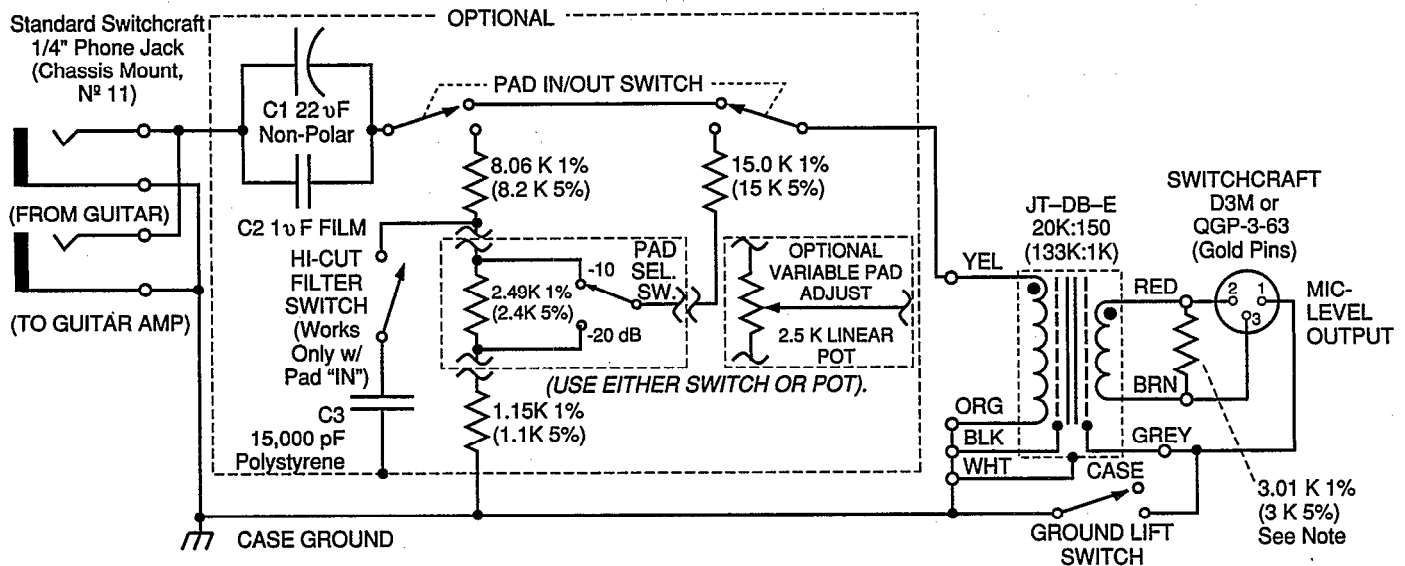 OPTIONAL
Standard Switchcraft
1/4" Phone Jack
(Chassis Mount,
Nº 11)
PAD IN/OUT SWITCH
C1 22 υF
Non-Polar
8.06 K 1%
(8.2 K 5%)
15.0 K 1%
(15 K 5%)
SWITCHCRAFT
D3M or
QGP-3-63
(Gold Pins)
JT–DB–E
20K:150
(133K:1K)
(FROM GUITAR)
C2 1υ F FILM
HI-CUT
FILTER
SWITCH
(Works
Only w/
Pad “IN”)
PAD
SEL.
SW.
-10
2.49K 1%
(2.4K 5%)
-20 dB
OPTIONAL
VARIABLE PAD
ADJUST
2.5 K LINEAR
POT
YEL
RED
2
1
3
MIC-
LEVEL
OUTPUT
(TO GUITAR AMP)
(USE EITHER SWITCH OR POT).
BRN
C3
15,000 pF
Polystyrene
1.15K 1%
(1.1K 5%)
ORG
BLK
WHT
GREY
CASE
3.01 K 1%
(3 K 5%)
See Note
CASE GROUND
GROUND LIFT
SWITCH